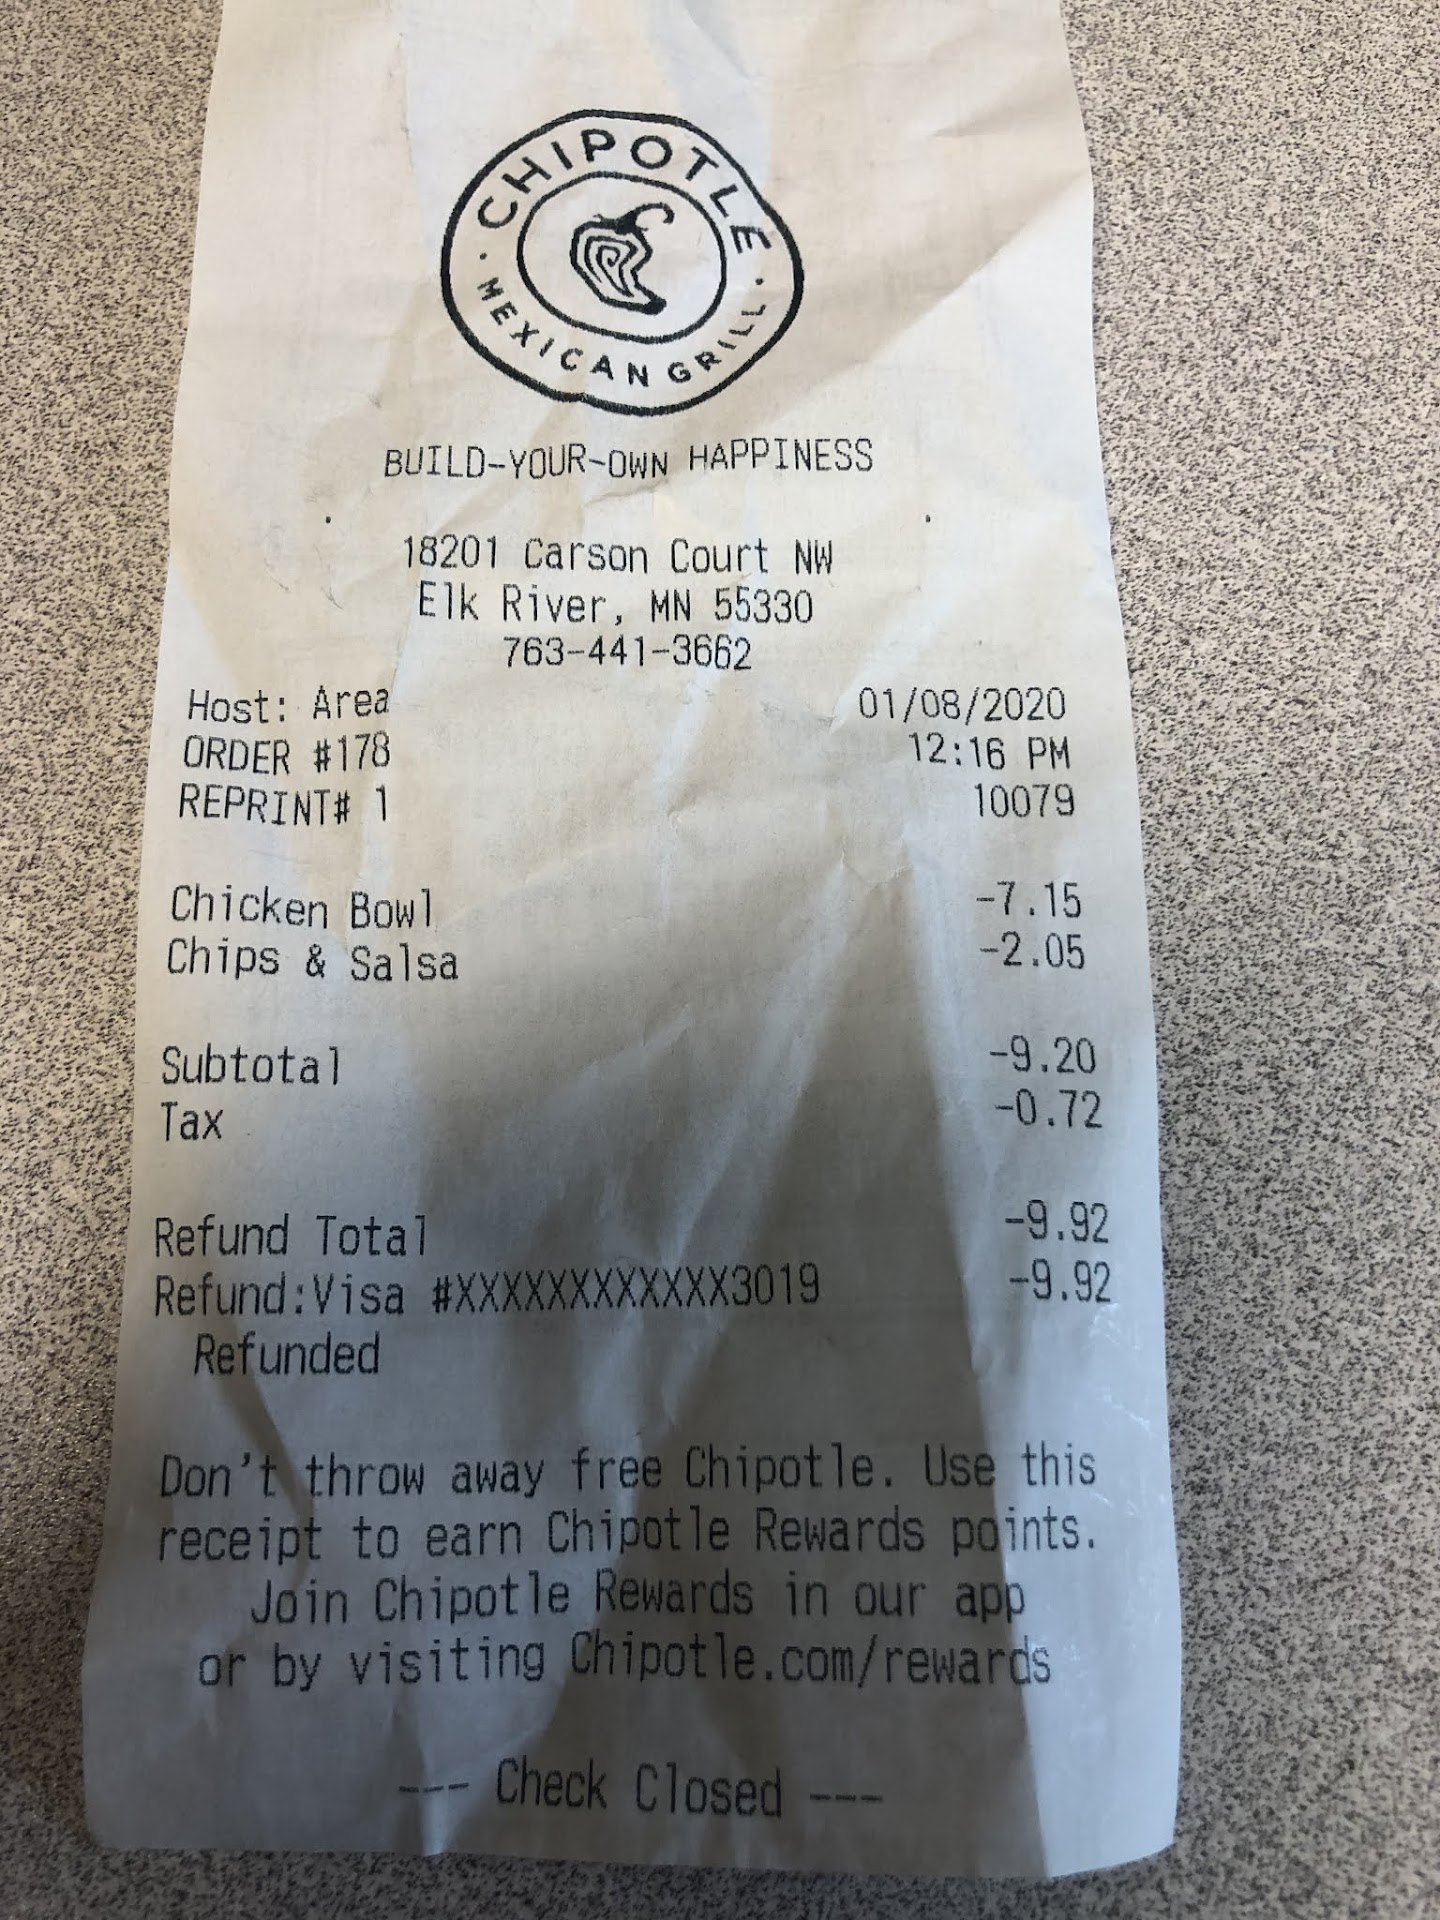 CHIPOTLE
MEXICAN GRILL
BUILD-YOUR-OWN HAPPINESS
18201 Carson Court NW
Elk River, MN 55330
763-441-3662
Host: Area 01/08/2020
ORDER #178 12:16 PM
REPRINT# 1 10079
Chicken Bowl -7.15
Chips & Salsa -2.05
Subtotal -9.20
Tax -0.72
Refund Total -9.92
Refund:Visa #XXXXXXXXXXXX3019 -9.92
Refunded
Don't throw away free Chipotle. Use this
receipt to earn Chipotle Rewards points.
Join Chipotle Rewards in our app
or by visiting Chipotle.com/rewards
--- Check Closed ---